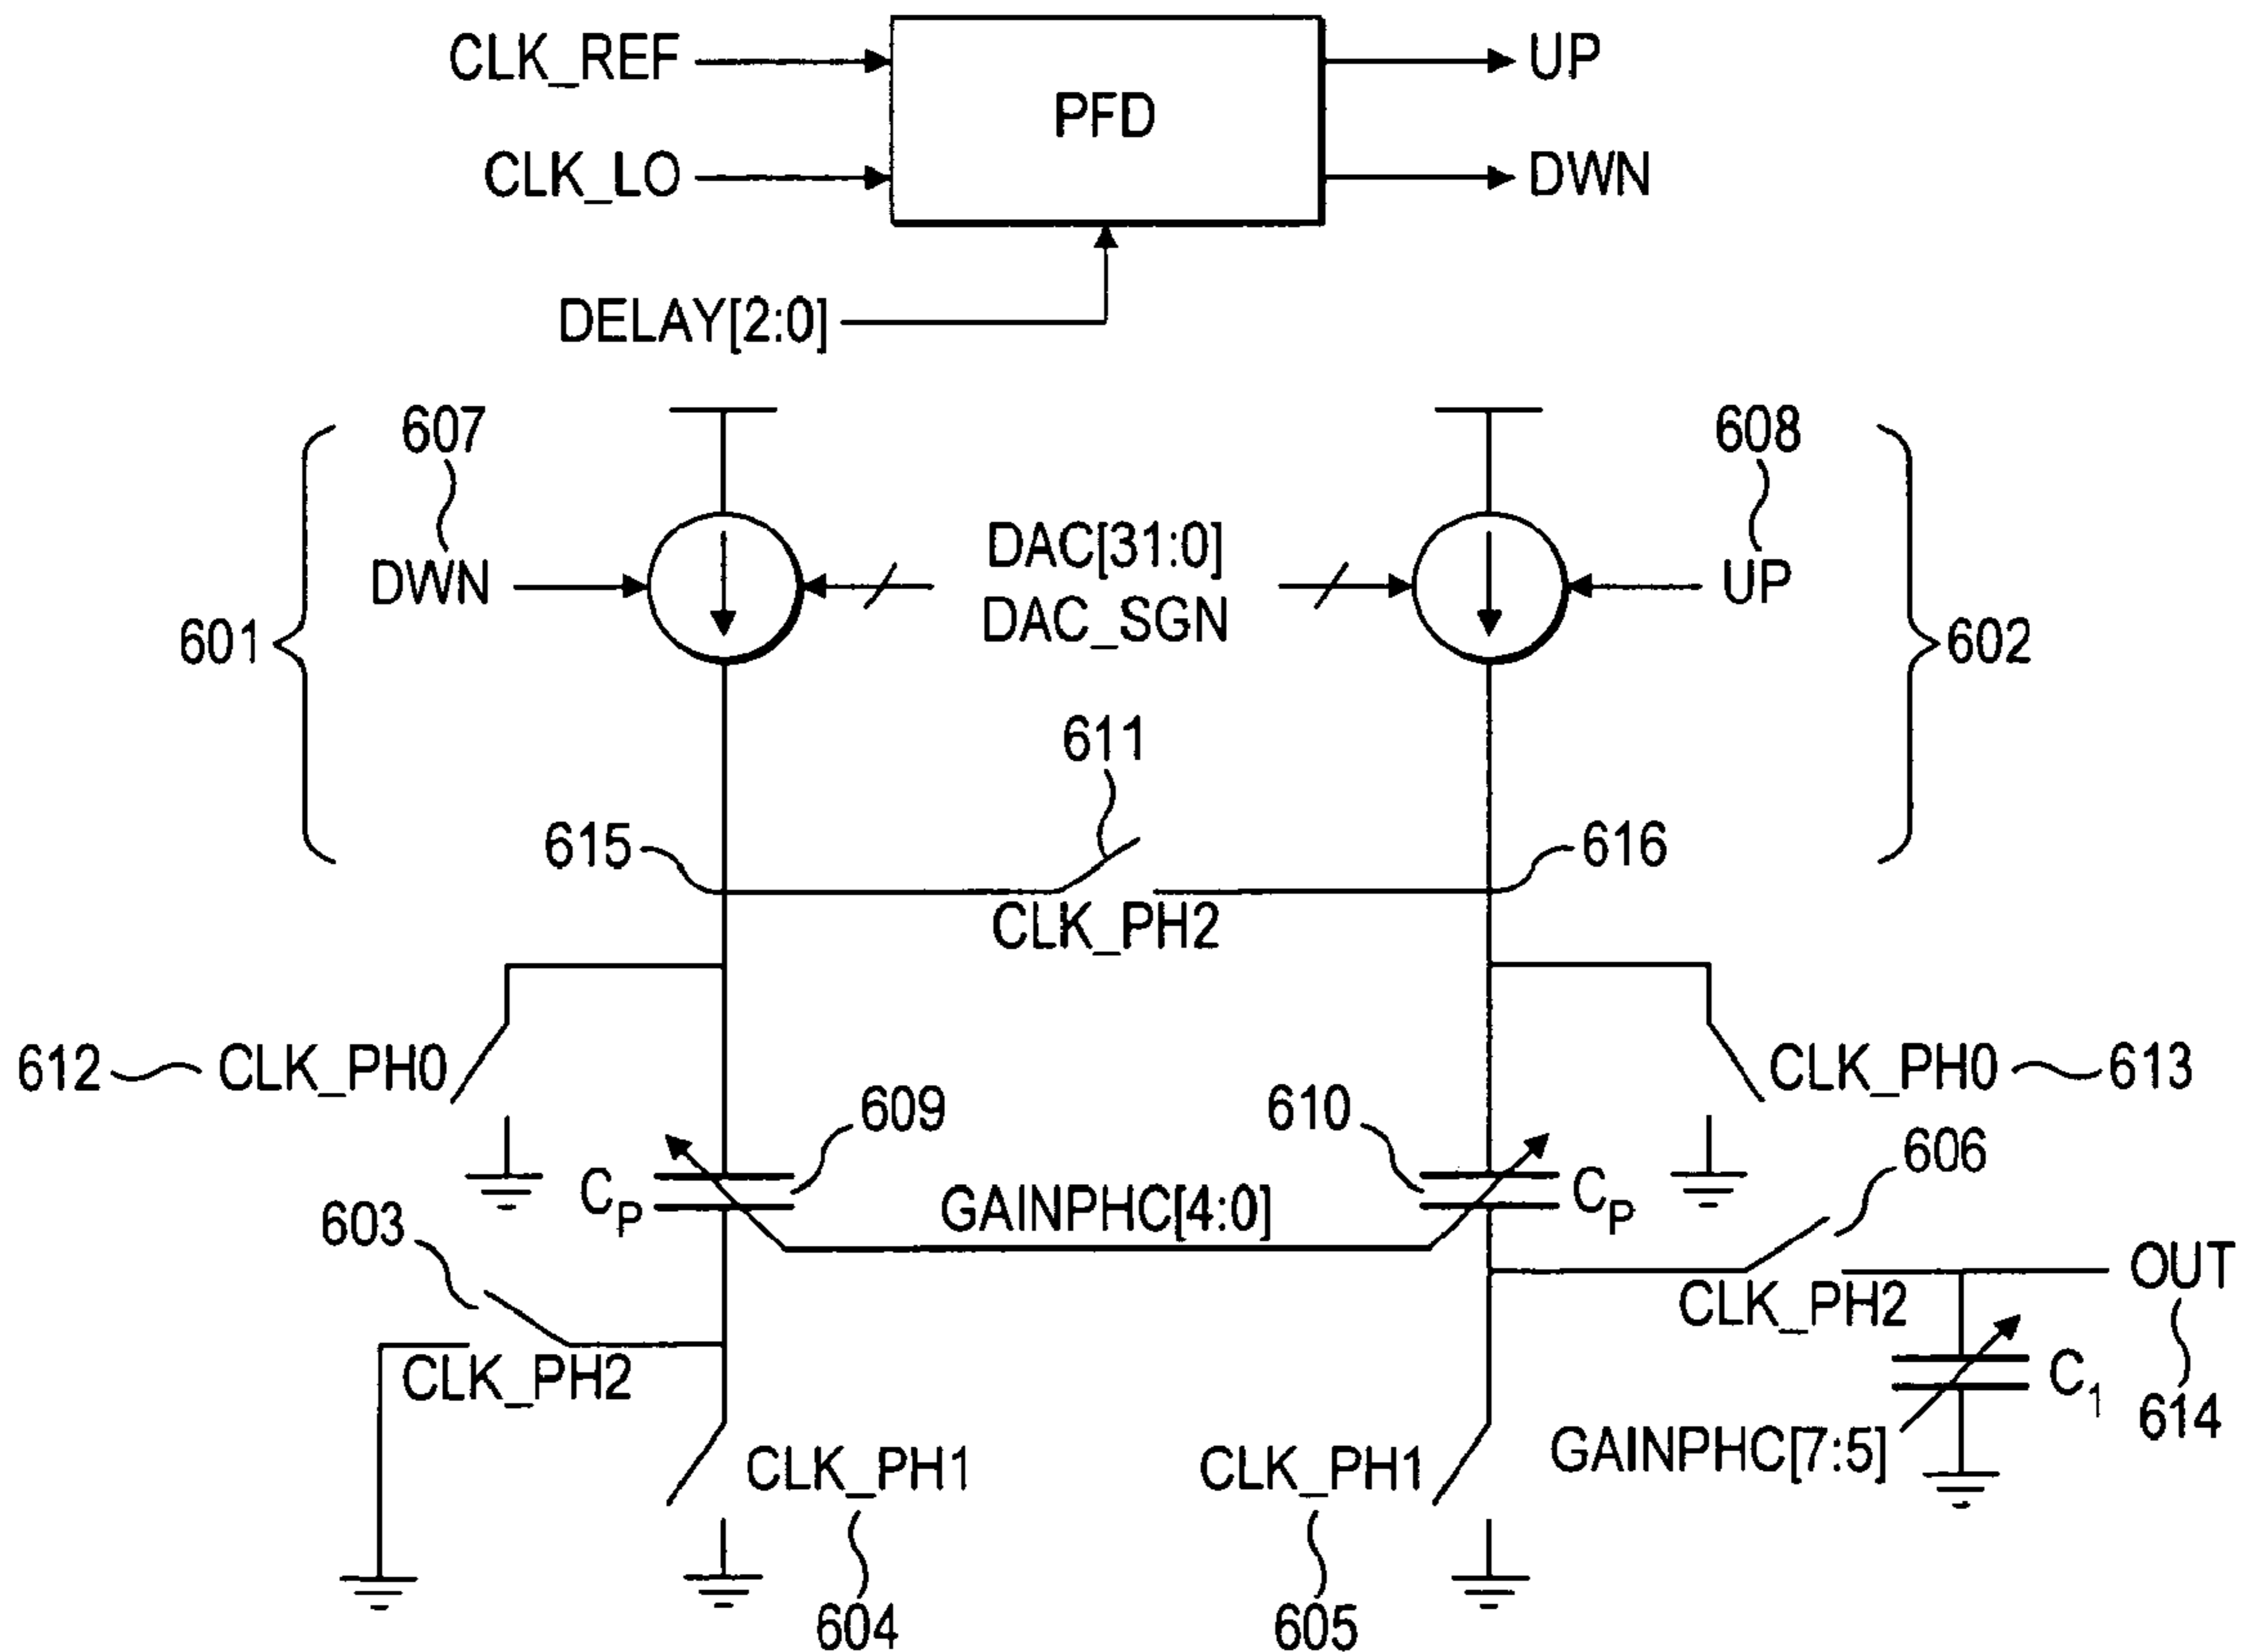 CLK_REF
UP
PFD
CLK_LO
DWN
DELAY[2:0]
607
608
DWN
DAC[31:0]
DAC_SGN
UP
601
602
611
615
616
CLK_PH2
612
CLK_PH0
CLK_PH0
613
609
610
606
CP
GAINPHC[4:0]
CP
603
OUT
CLK_PH2
CLK_PH2
C1
614
CLK_PH1
CLK_PH1
GAINPHC[7:5]
604
605